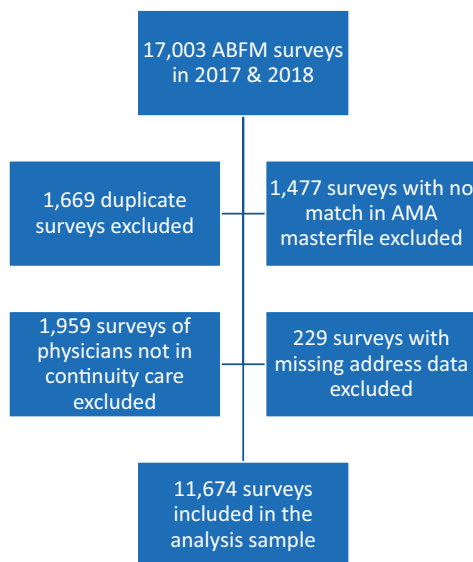 17,003 ABFM surveys
in 2017 & 2018
1,669 duplicate
surveys excluded
1,477 surveys with no
match in AMA
masterfile excluded
1,959 surveys of
physicians not in
continuity care
excluded
229 surveys with
missing address data
excluded
11,674 surveys
included in the
analysis sample